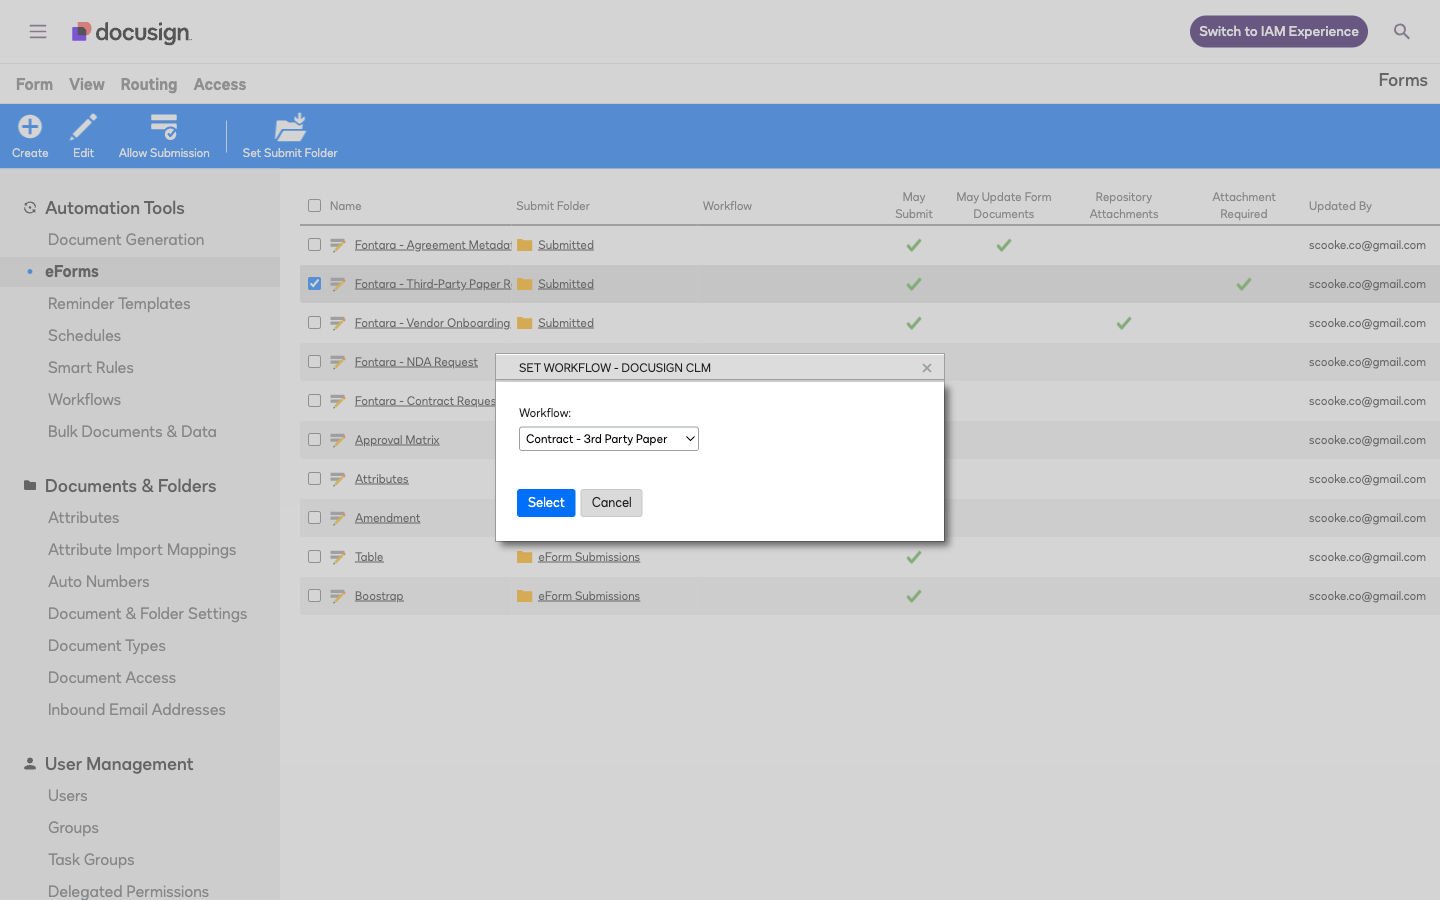 docusign
Switch to IAM Experience
Form View Routing Access
Forms
Create
Edit
Allow Submission
Set Submit Folder
Automation Tools
Document Generation
eForms
Reminder Templates
Schedules
Smart Rules
Workflows
Bulk Documents & Data
Documents & Folders
Attributes
Attribute Import Mappings
Auto Numbers
Document & Folder Settings
Document Types
Document Access
Inbound Email Addresses
User Management
Users
Groups
Task Groups
Delegated Permissions
Name
Submit Folder
Workflow
May
Submit
May Update Form
Documents
Repository
Attachments
Attachment
Required
Updated By
Fontara - Agreement Metada Submitted scooke.co@gmail.com
Fontara - Third-Party Paper R Submitted scooke.co@gmail.com
Fontara - Vendor Onboarding Submitted scooke.co@gmail.com
Fontara - NDA Request scooke.co@gmail.com
Fontara - Contract Reques scooke.co@gmail.com
Approval Matrix scooke.co@gmail.com
Attributes scooke.co@gmail.com
Amendment scooke.co@gmail.com
Table eForm Submissions scooke.co@gmail.com
Boostrap eForm Submissions scooke.co@gmail.com
SET WORKFLOW - DOCUSIGN CLM
Workflow:
Contract - 3rd Party Paper
Select
Cancel